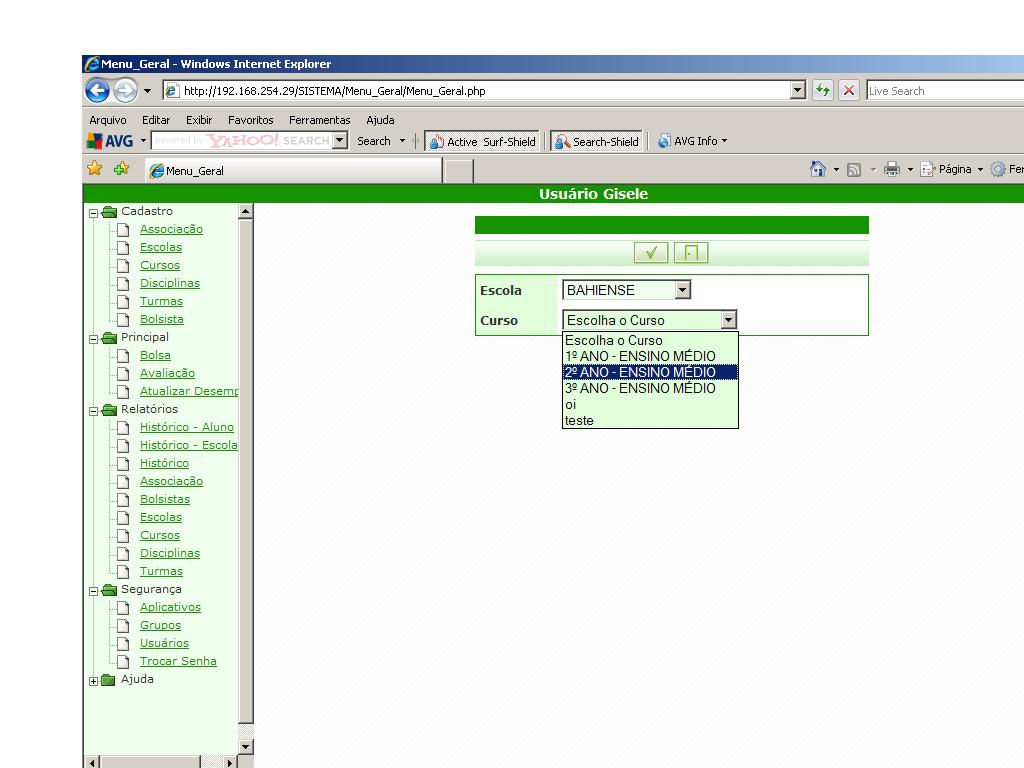 Menu_Geral - Windows Internet Explorer
http://192.168.254.29/SISTEMA/Menu_Geral/Menu_Geral.php
Live Search
Arquivo Editar Exibir Favoritos Ferramentas Ajuda
AVG powered by YAHOO! SEARCH Search Active Surf-Shield Search-Shield AVG Info
Menu_Geral Página Fer
Usuário Gisele
Cadastro
Associação
Escolas
Cursos
Disciplinas
Turmas
Bolsista
Principal
Bolsa
Avaliação
Atualizar Desemp
Relatórios
Histórico - Aluno
Histórico - Escola
Histórico
Associação
Bolsistas
Escolas
Cursos
Disciplinas
Turmas
Segurança
Aplicativos
Grupos
Usuários
Trocar Senha
Ajuda
Escola BAHIENSE
Curso Escolha o Curso
Escolha o Curso
1º ANO - ENSINO MÉDIO
2º ANO - ENSINO MÉDIO
3º ANO - ENSINO MÉDIO
oi
teste